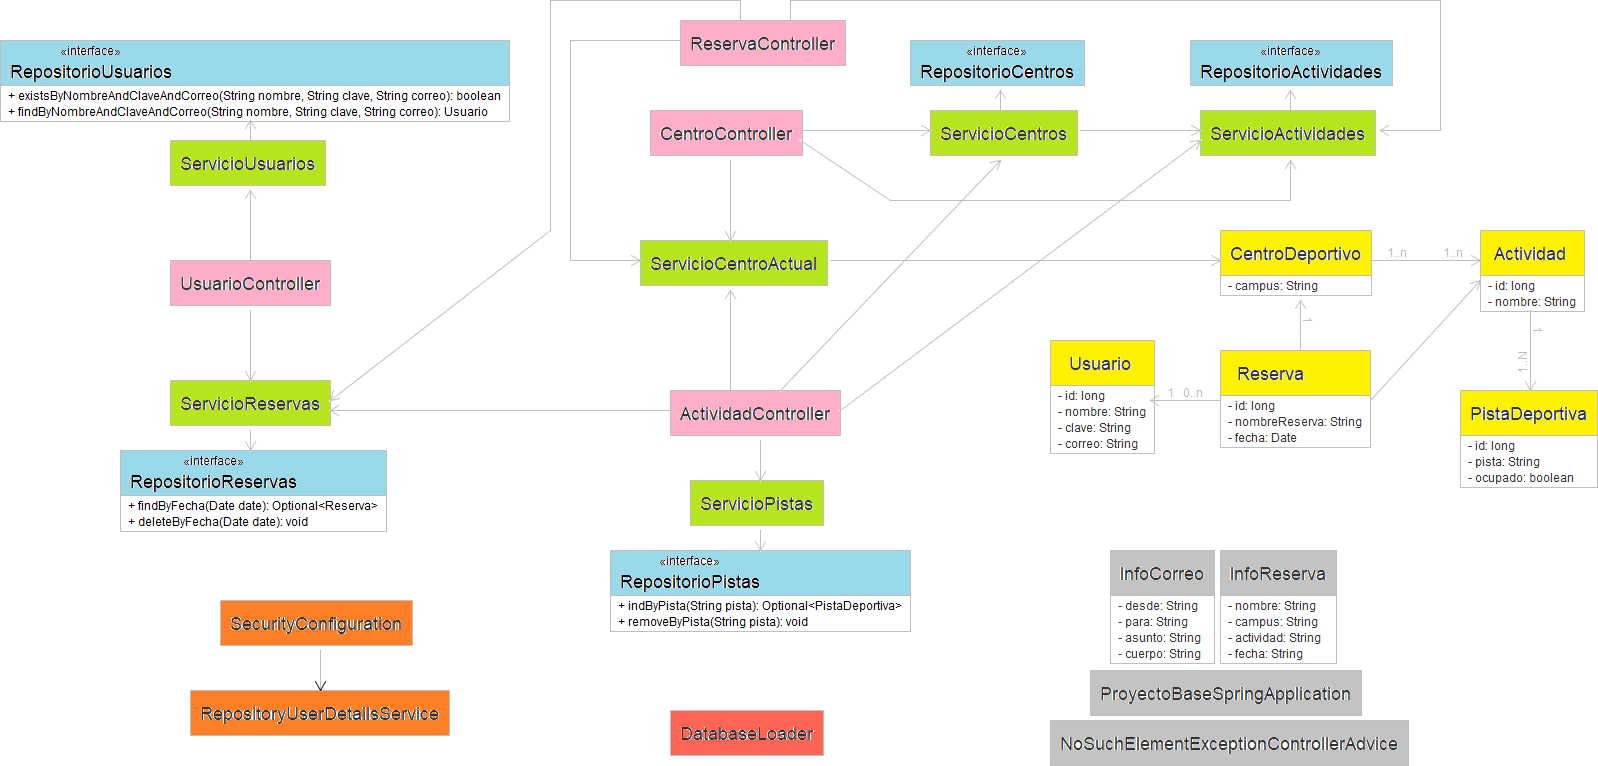 ReservaController
«interface»
RepositorioUsuarios
+ existsByNombreAndClaveAndCorreo(String nombre, String clave, String correo): boolean
+ findByNombreAndClaveAndCorreo(String nombre, String clave, String correo): Usuario
«interface»
RepositorioCentros
«interface»
RepositorioActividades
ServicioUsuarios
CentroController
ServicioCentros
ServicioActividades
UsuarioController
ServicioCentroActual
CentroDeportivo
- campus: String
1..n
1..n
Actividad
- id: long
- nombre: String
1
1
1..N
Usuario
- id: long
- nombre: String
- clave: String
- correo: String
1
0..n
Reserva
- id: long
- nombreReserva: String
- fecha: Date
PistaDeportiva
- id: long
- pista: String
- ocupado: boolean
ServicioReservas
ActividadController
«interface»
RepositorioReservas
+ findByFecha(Date date): Optional<Reserva>
+ deleteByFecha(Date date): void
ServicioPistas
«interface»
RepositorioPistas
+ indByPista(String pista): Optional<PistaDeportiva>
+ removeByPista(String pista): void
InfoCorreo
- desde: String
- para: String
- asunto: String
- cuerpo: String
InfoReserva
- nombre: String
- campus: String
- actividad: String
- fecha: String
SecurityConfiguration
RepositoryUserDetailsService
DatabaseLoader
ProyectoBaseSpringApplication
NoSuchElementExceptionControllerAdvice